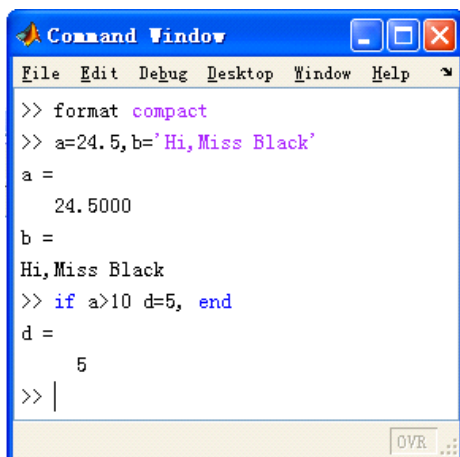 Command Window
File Edit Debug Desktop Window Help
>> format compact
>> a=24.5,b='Hi,Miss Black'
a =
24.5000
b =
Hi,Miss Black
>> if a>10 d=5, end
d =
5
>>
OVR